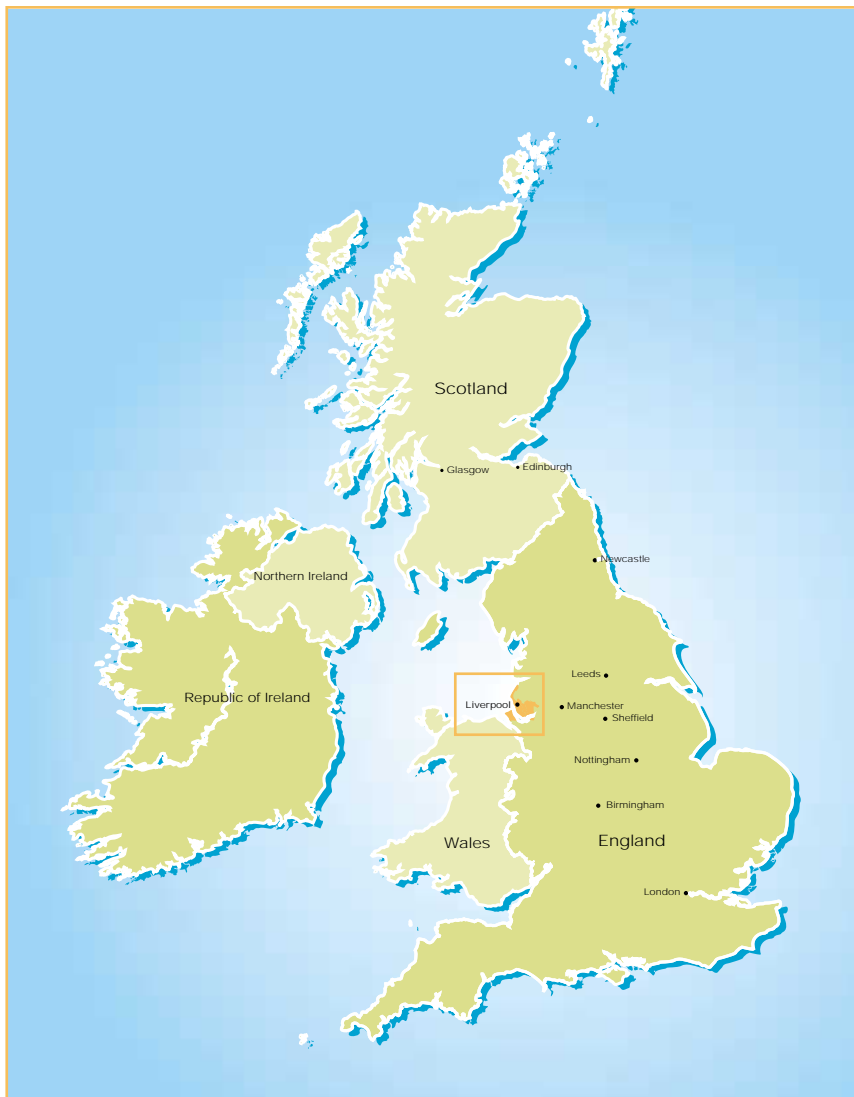 Scotland
Glasgow
Edinburgh
Newcastle
Northern Ireland
Leeds
Republic of Ireland
Liverpool
Manchester
Sheffield
Nottingham
Birmingham
Wales
England
London